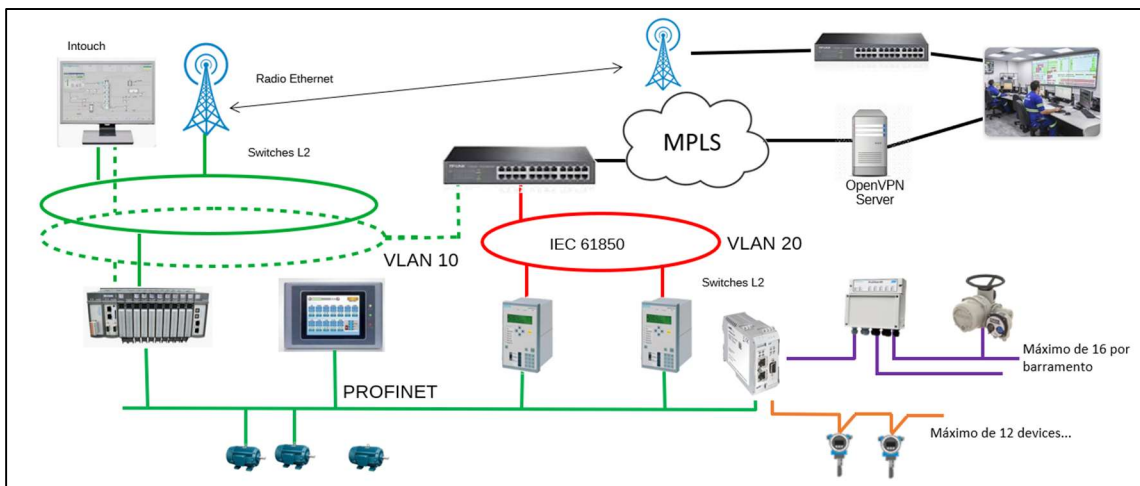 Intouch
Radio Ethernet
Switches L2
MPLS
OpenVPN
Server
VLAN 10
IEC 61850
VLAN 20
Switches L2
PROFINET
Máximo de 16 por
barramento
Máximo de 12 devices...